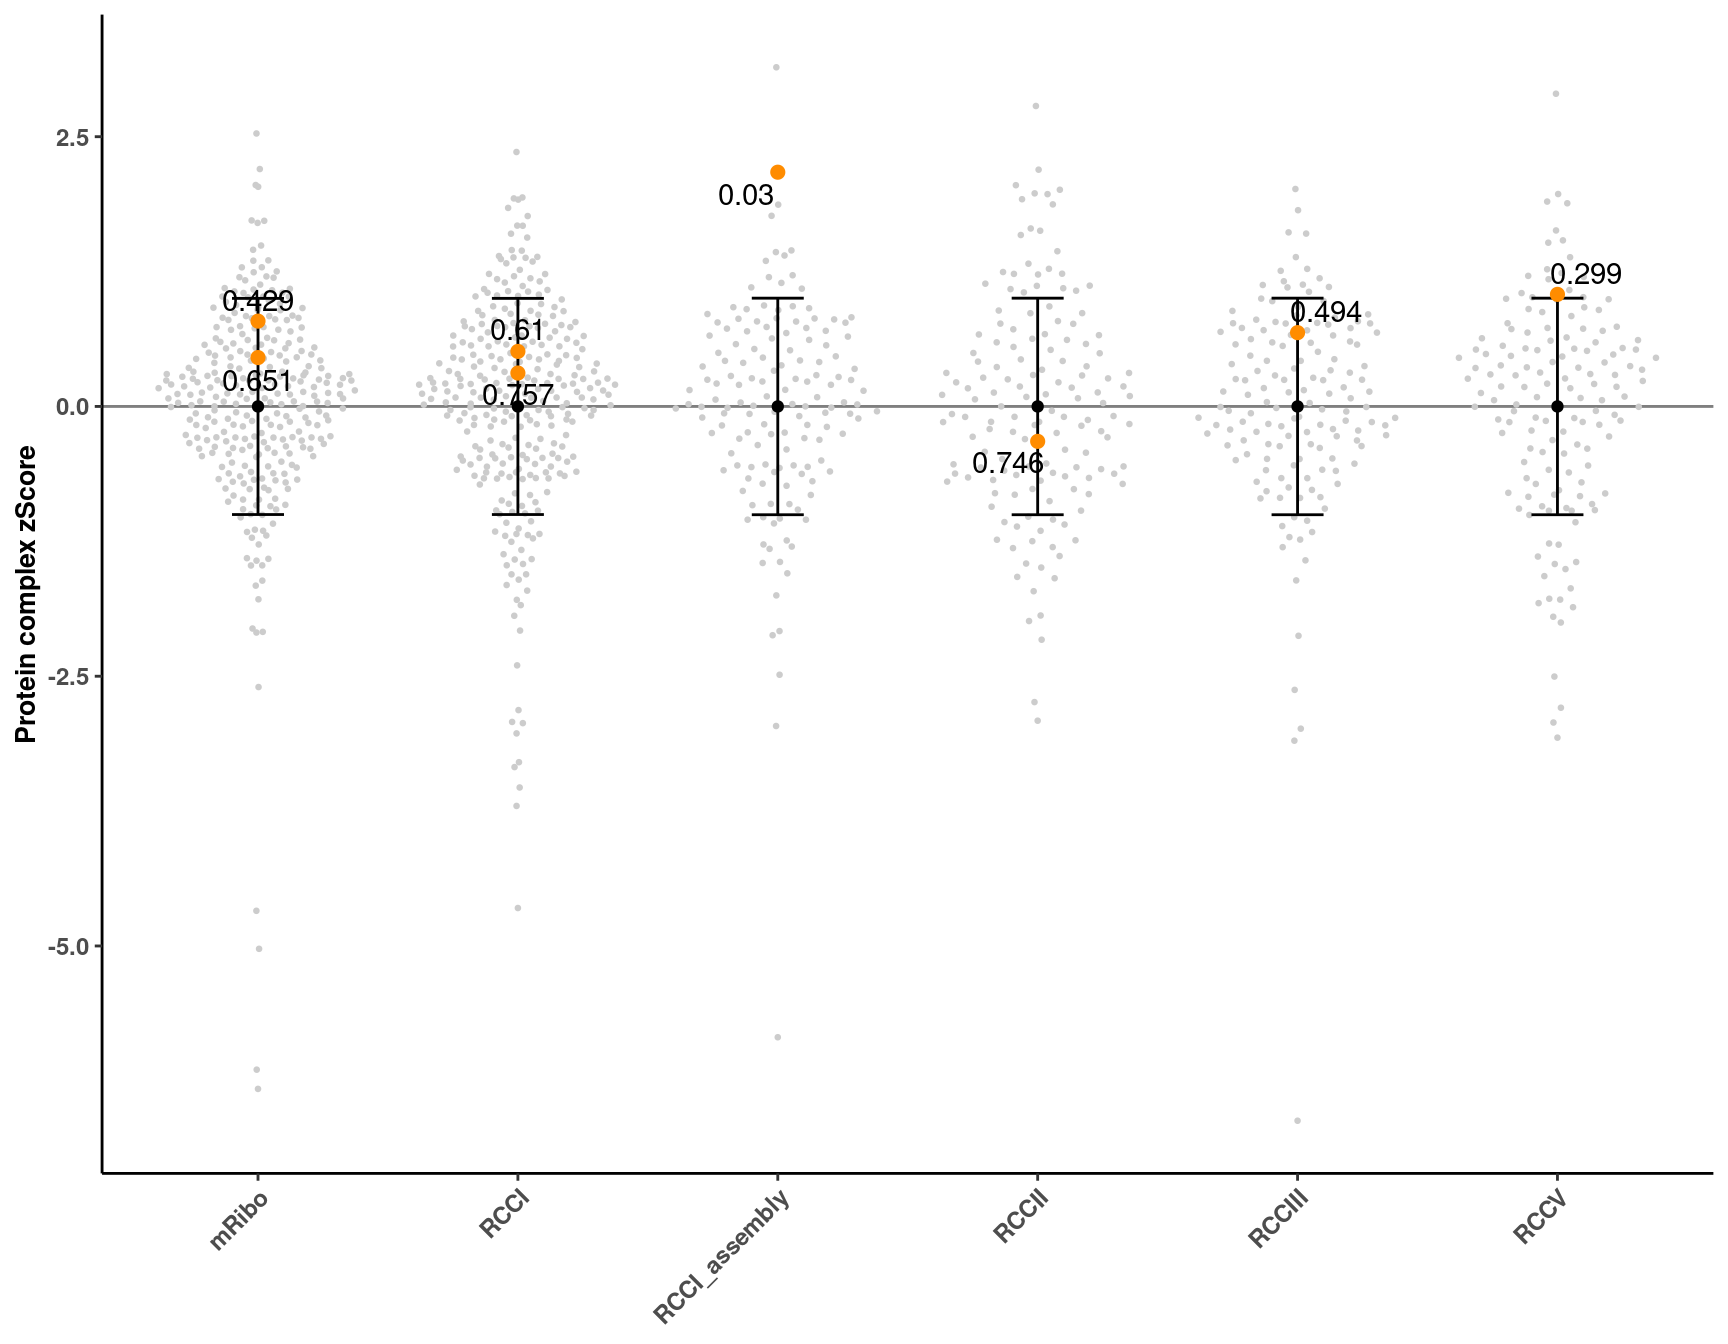 Protein complex zScore
2.5
0.0
-2.5
-5.0
0.429
0.651
0.61
0.757
0.03
0.746
0.494
0.299
mRibo
RCCI
RCCI_assembly
RCCII
RCCIII
RCCV